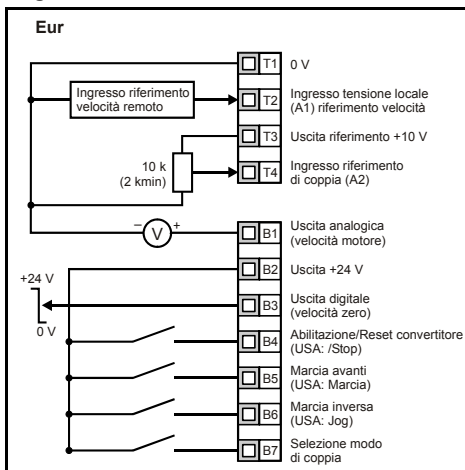 Eur
T1 0 V
Ingresso riferimento
velocità remoto
T2 Ingresso tensione locale
(A1) riferimento velocità
T3 Uscita riferimento +10 V
10 k
(2 kmin)
T4 Ingresso riferimento
di coppia (A2)
– V +
B1 Uscita analogica
(velocità motore)
B2 Uscita +24 V
+24 V
0 V
B3 Uscita digitale
(velocità zero)
B4 Abilitazione/Reset convertitore
(USA: /Stop)
B5 Marcia avanti
(USA: Marcia)
B6 Marcia inversa
(USA: Jog)
B7 Selezione modo
di coppia